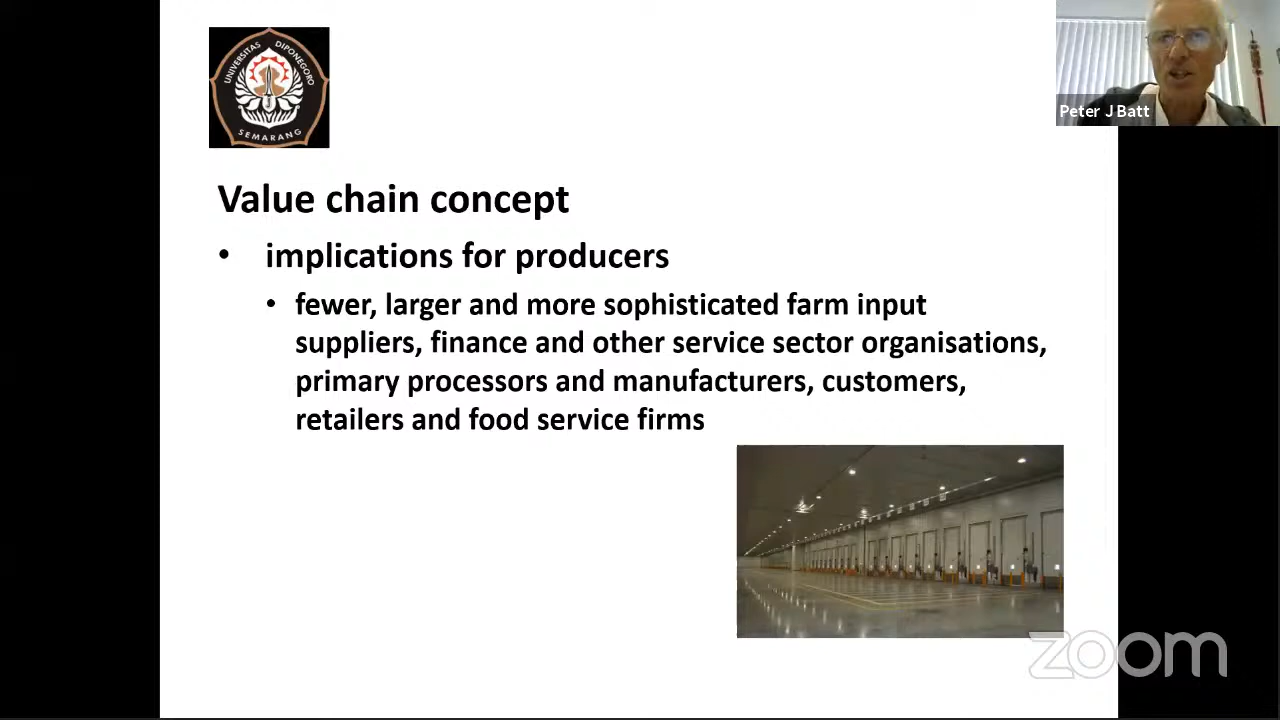 UNIVERSITAS DIPONEGORO
SEMARANG
Peter J Batt
Value chain concept
• implications for producers
• fewer, larger and more sophisticated farm input
suppliers, finance and other service sector organisations,
primary processors and manufacturers, customers,
retailers and food service firms
zoom